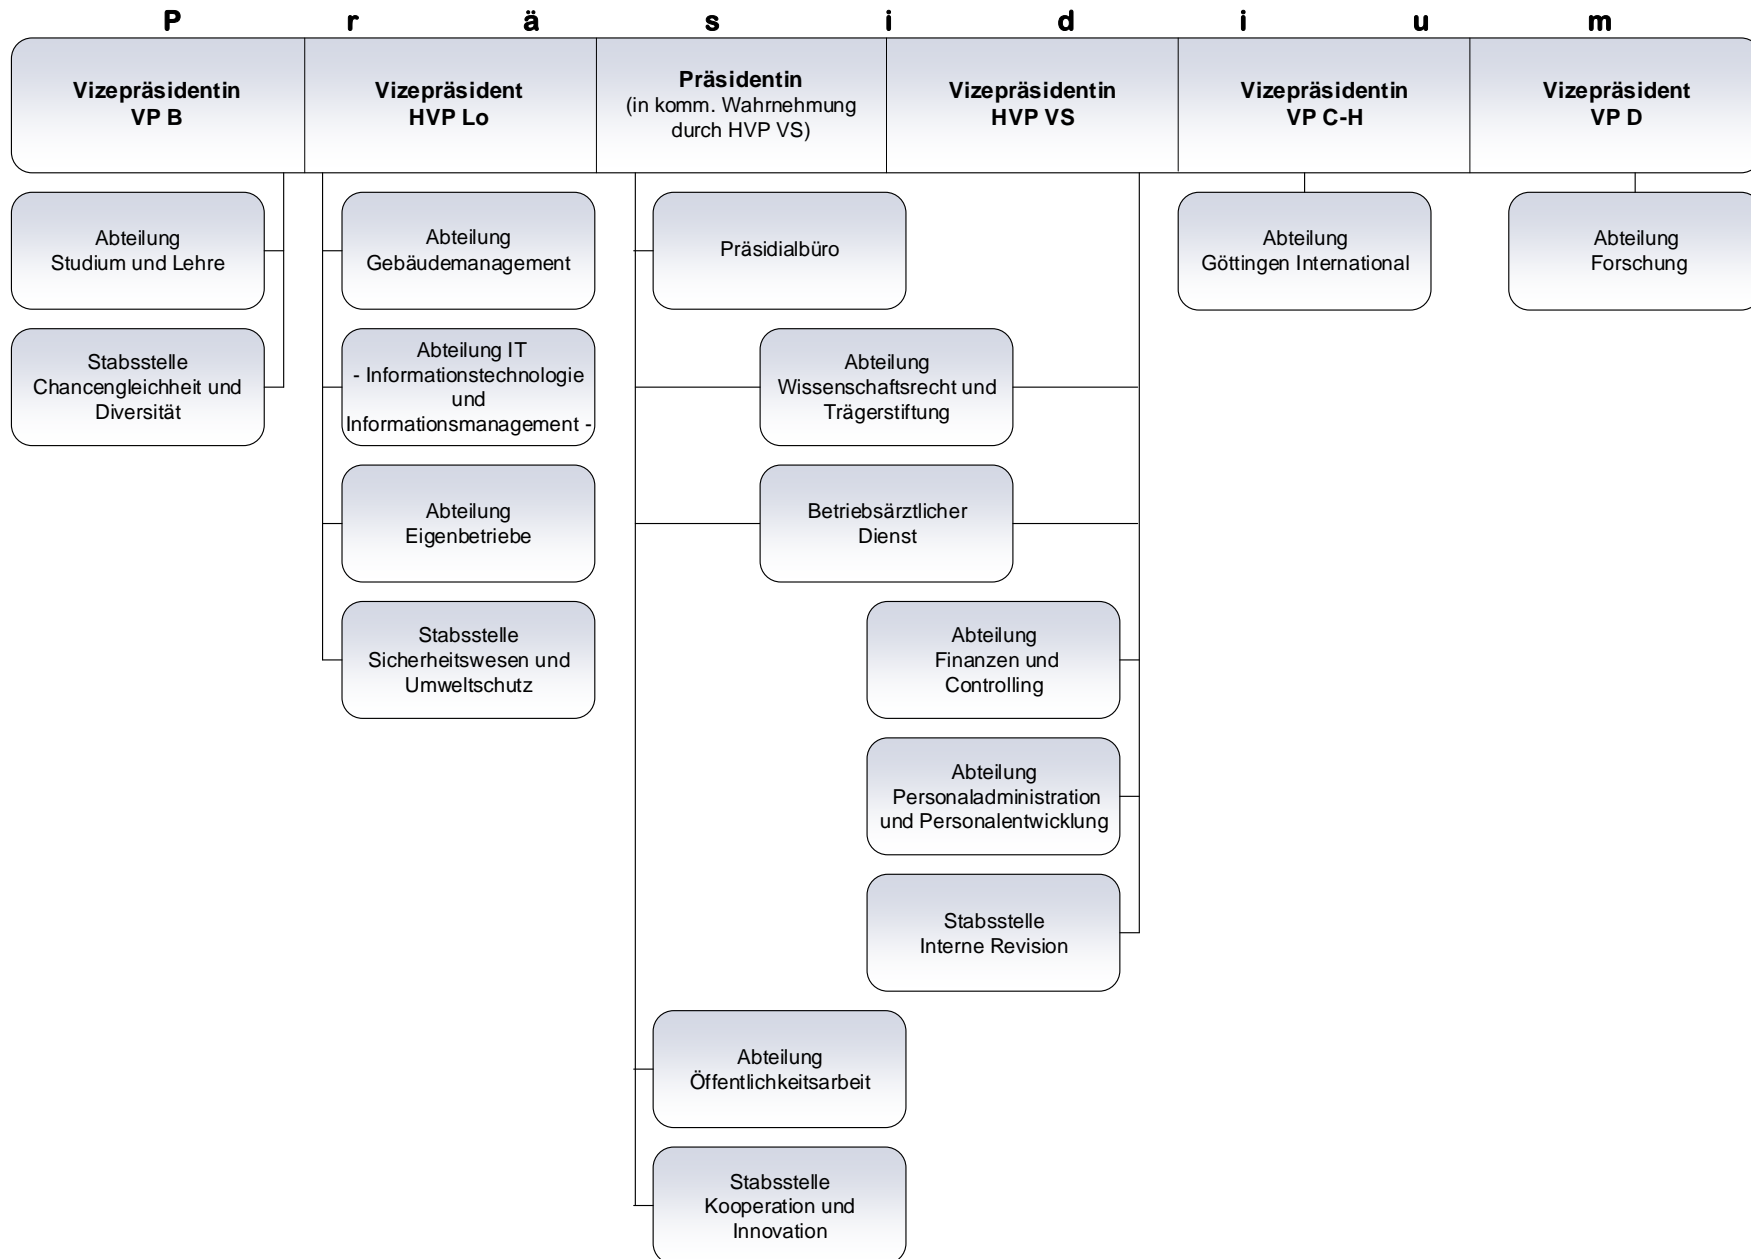 P r ä s i d i u m
Vizepräsidentin
VP B
Vizepräsident
HVP Lo
Präsidentin
(in komm. Wahrnehmung
durch HVP VS)
Vizepräsidentin
HVP VS
Vizepräsidentin
VP C-H
Vizepräsident
VP D
Abteilung
Studium und Lehre
Abteilung
Gebäudemanagement
Präsidialbüro
Abteilung
Göttingen International
Abteilung
Forschung
Stabsstelle
Chancengleichheit und
Diversität
Abteilung IT
- Informationstechnologie
und
Informationsmanagement -
Abteilung
Wissenschaftsrecht und
Trägerstiftung
Abteilung
Eigenbetriebe
Betriebsärztlicher
Dienst
Stabsstelle
Sicherheitswesen und
Umweltschutz
Abteilung
Finanzen und
Controlling
Abteilung
Personaladministration
und Personalentwicklung
Stabsstelle
Interne Revision
Abteilung
Öffentlichkeitsarbeit
Stabsstelle
Kooperation und
Innovation